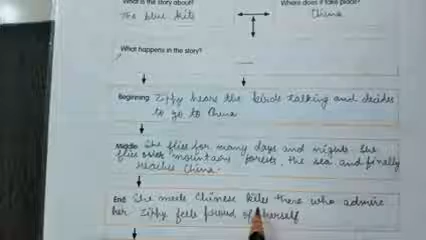 What is the story about?
Where does it take place?
The blue kite
China
What happens in the story?
Beginning Zippy hears the birds talking and decides
to go to China
Middle She flies for many days and nights. She
flies over mountains, forests, the sea and finally
reaches China.
End She meets Chinese kites there who admire
her. Zippy feels proud of herself